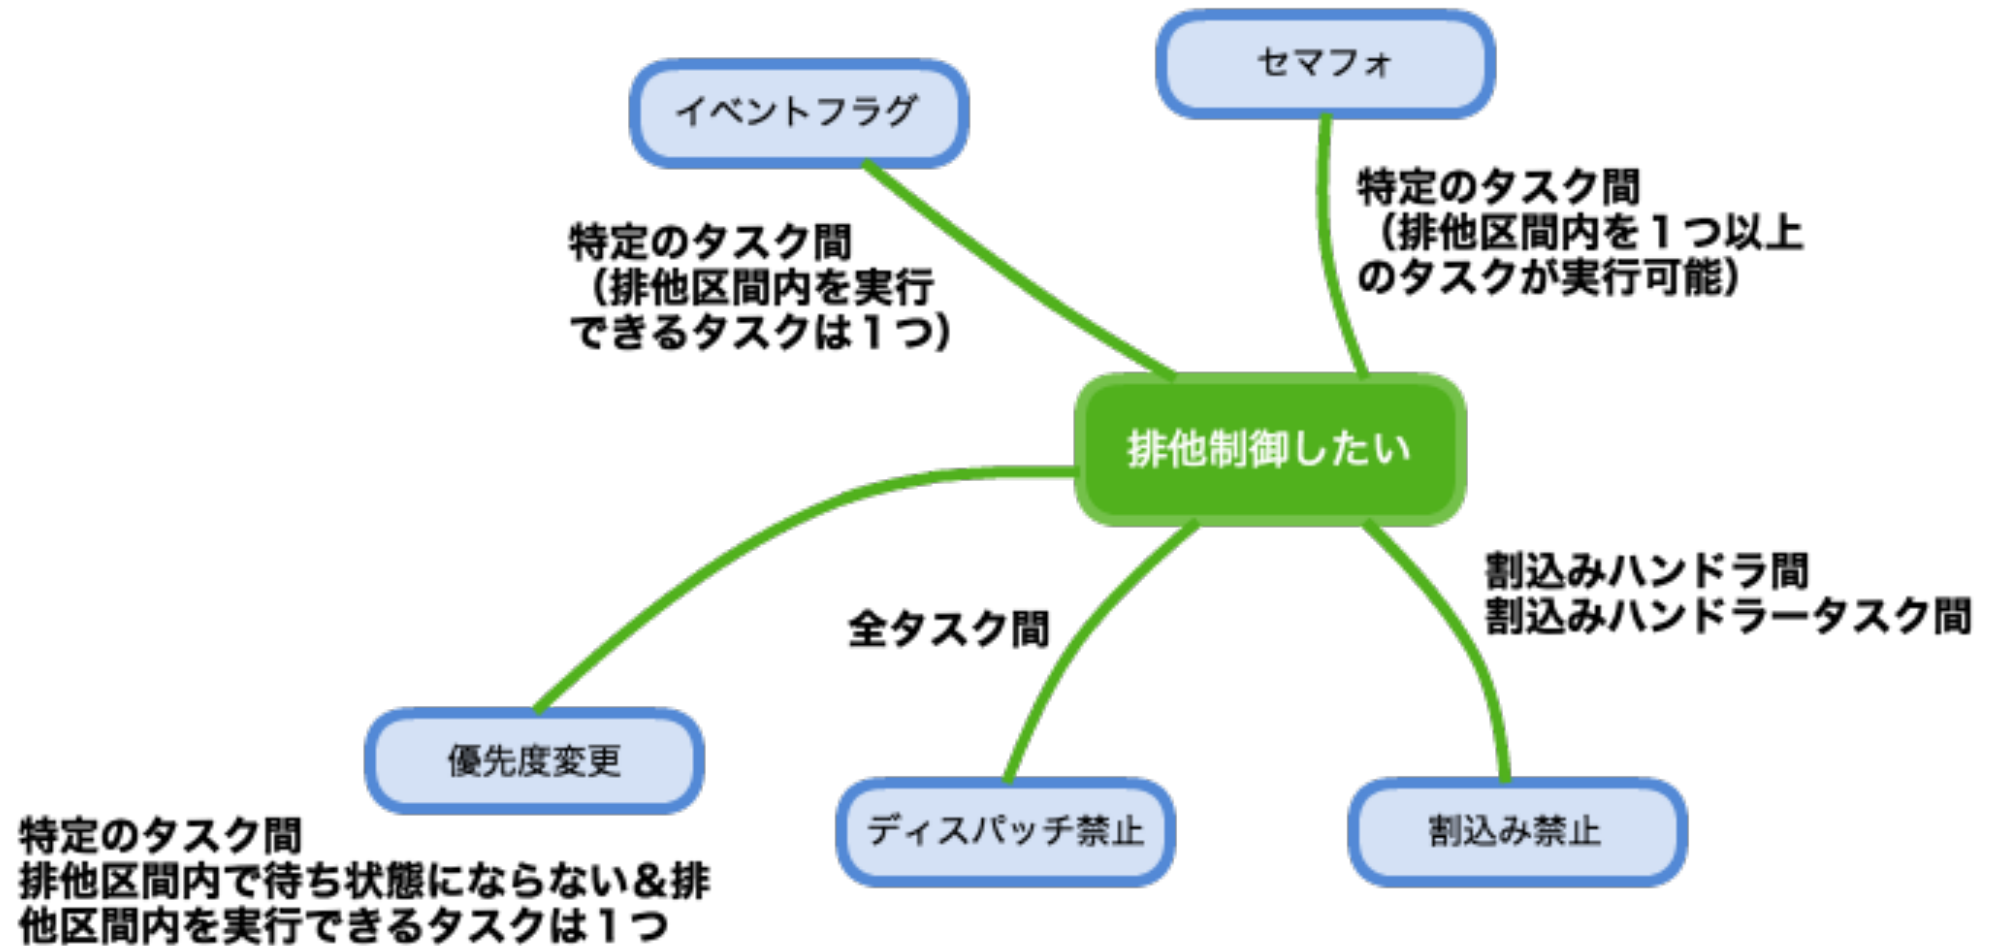 セマフォ
イベントフラグ
特定のタスク間
（排他区間内を１つ以上
のタスクが実行可能）
特定のタスク間
（排他区間内を実行
できるタスクは１つ）
排他制御したい
割込みハンドラ間
割込みハンドラータスク間
全タスク間
優先度変更
ディスパッチ禁止
割込み禁止
特定のタスク間
排他区間内で待ち状態にならない＆排
他区間内を実行できるタスクは１つ